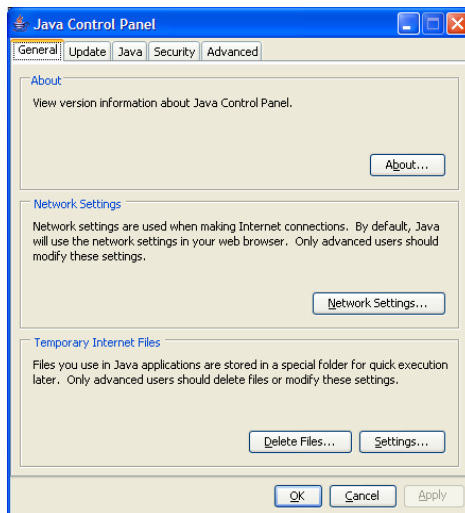 Java Control Panel
General Update Java Security Advanced
About
View version information about Java Control Panel.
About...
Network Settings
Network settings are used when making Internet connections.  By default, Java
will use the network settings in your web browser.  Only advanced users should
modify these settings.
Network Settings...
Temporary Internet Files
Files you use in Java applications are stored in a special folder for quick execution
later.  Only advanced users should delete files or modify these settings.
Delete Files... Settings...
OK Cancel Apply